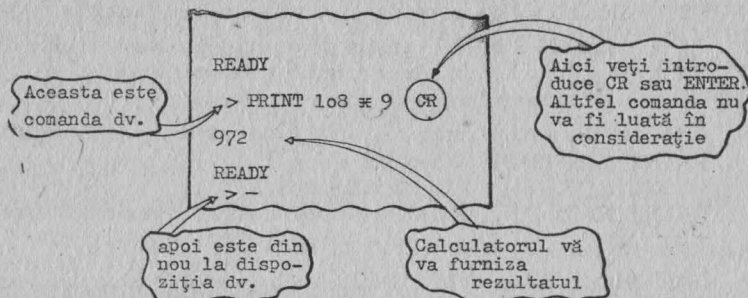 READY
Aceasta este
comanda dv.
> PRINT 1o8 * 9 CR
972
READY
> -
Aici veţi intro-
duce CR sau ENTER.
Altfel comanda nu
va fi luată în
consideraţie
apoi este din
nou la dispo-
ziţia dv.
Calculatorul vă
va furniza
rezultatul